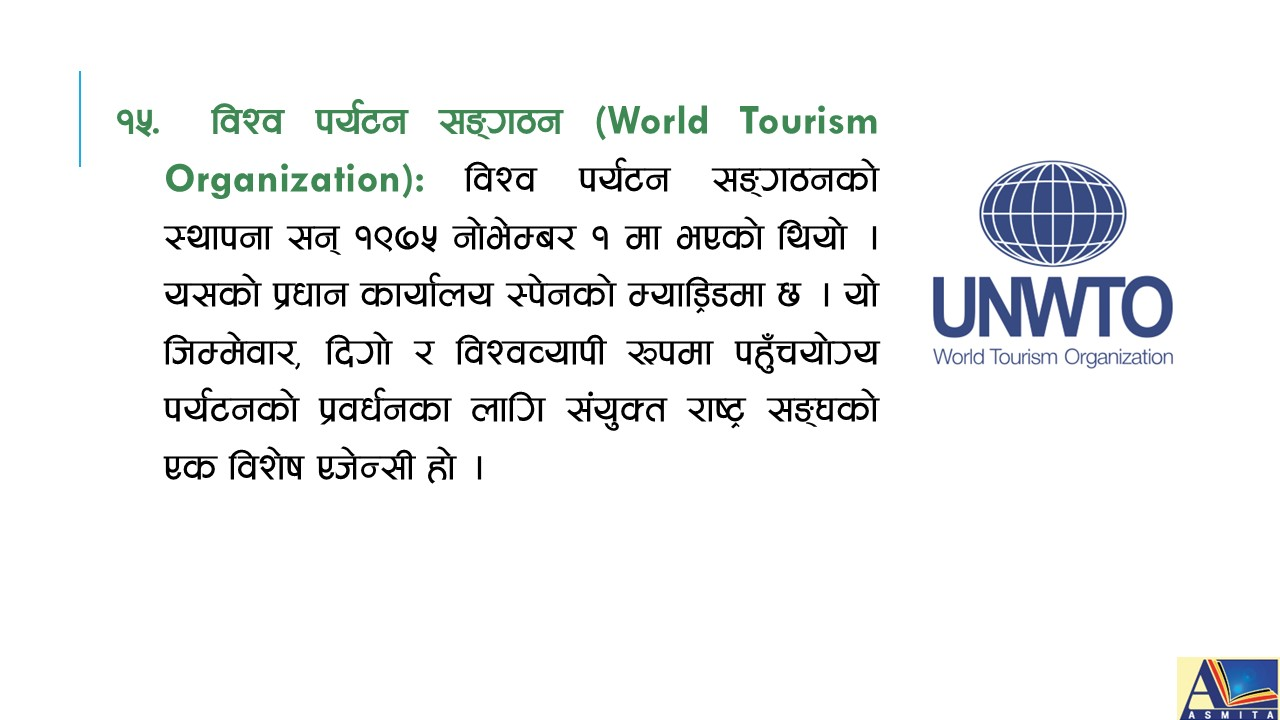 १५. विश्व पर्यटन सङ्गठन (World Tourism
Organization): विश्व पर्यटन सङ्गठनको
स्थापना सन् १९७५ नोभेम्बर १ मा भएको थियो ।
यसको प्रधान कार्यालय स्पेनको म्याड्रिडमा छ । यो
जिम्मेवार, दिगो र विश्वव्यापी रुपमा पहुँचयोग्य
पर्यटनको प्रवर्धनका लागि संयुक्त राष्ट्र सङ्घको
एक विशेष एजेन्सी हो ।
UNWTO
World Tourism Organization
ASMITA